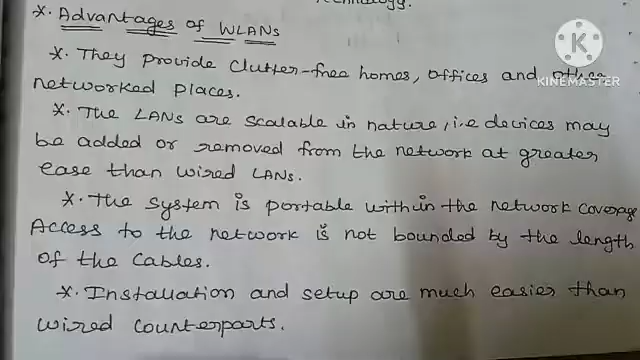 Technology.
*. Advantages of WLANs
*. They provide clutter-free homes, offices and other
networked places.
*. The LANs are scalable in nature, i.e devices may
be added or removed from the network at greater
ease than wired LANs.
*. The system is portable within the network coverage
Access to the network is not bounded by the length
of the cables.
*. Installation and setup are much easier than
wired counterparts.
K
KINEMASTER